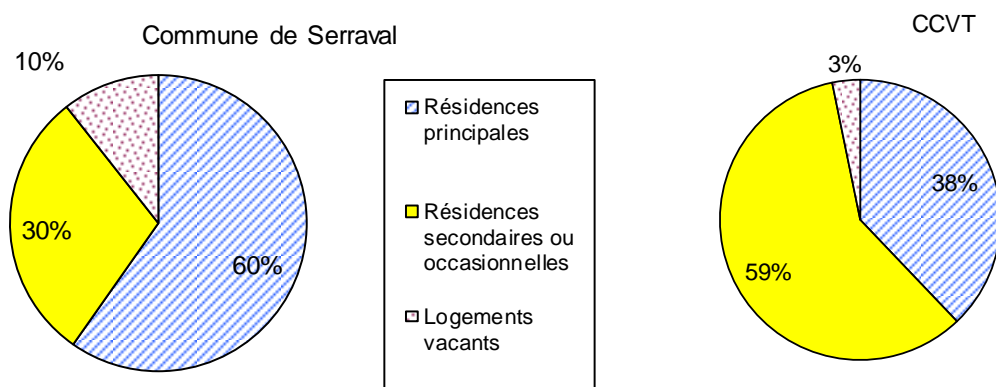 Commune de Serraval
10%
30%
60%
Résidences
principales
Résidences
secondaires ou
occasionnelles
Logements
vacants
CCVT
3%
38%
59%